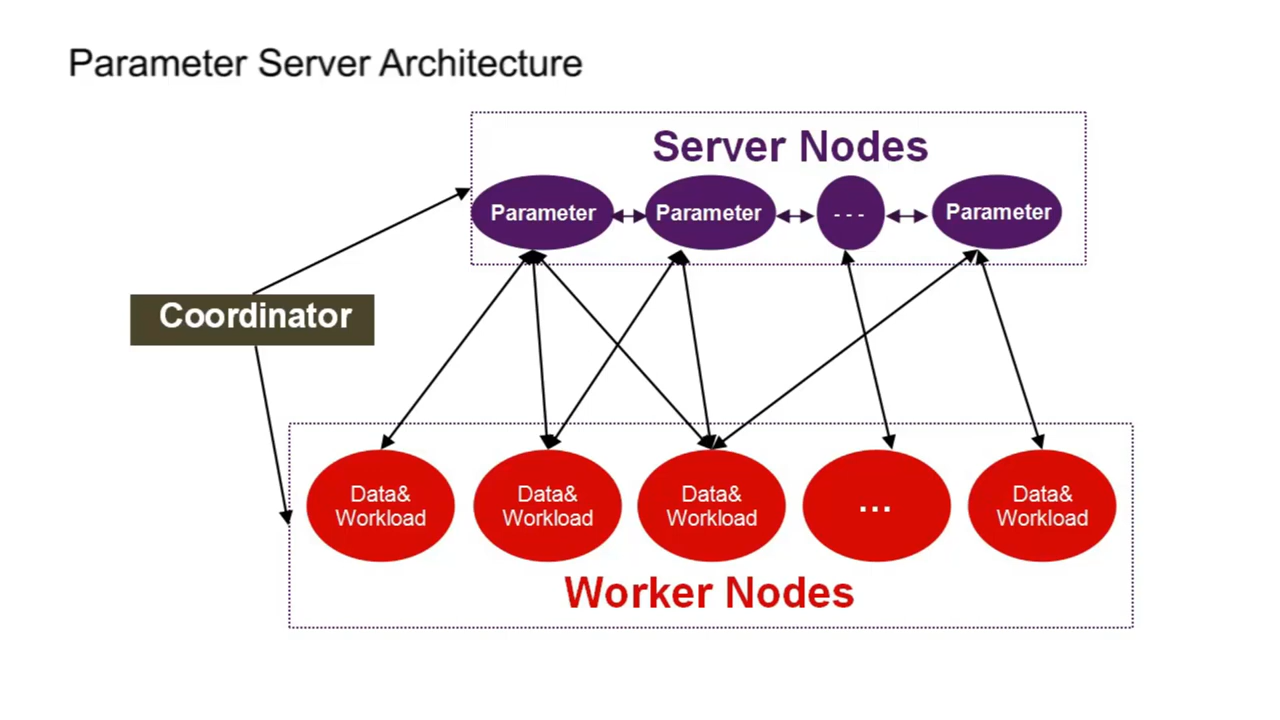 Parameter Server Architecture
Server Nodes
Parameter
Parameter
- - -
Parameter
Coordinator
Data&
Workload
Data&
Workload
Data&
Workload
...
Data&
Workload
Worker Nodes